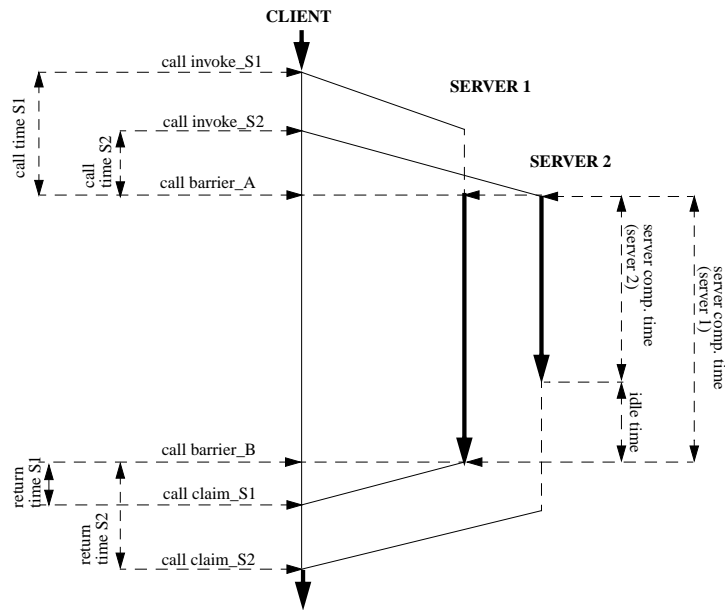 CLIENT
call invoke_S1
SERVER 1
call time S1
call invoke_S2
call
time S2
SERVER 2
call barrier_A
server comp. time
(server 2)
server comp. time
(server 1)
idle time
call barrier_B
return
time S1
call claim_S1
return
time S2
call claim_S2